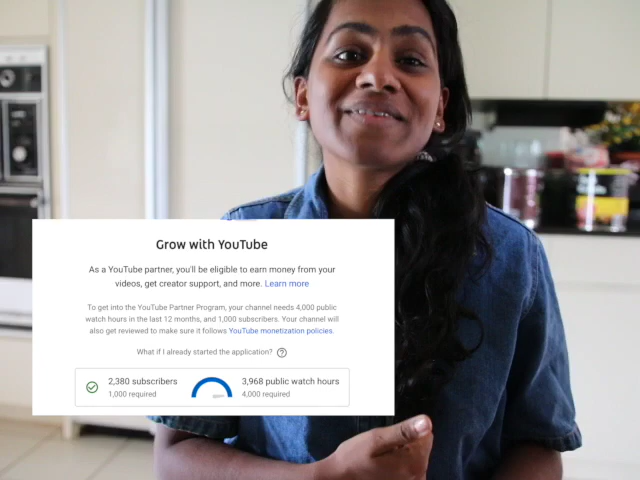 Grow with YouTube
As a YouTube partner, you'll be eligible to earn money from your
videos, get creator support, and more. Learn more
To get into the YouTube Partner Program, your channel needs 4,000 public
watch hours in the last 12 months, and 1,000 subscribers. Your channel will
also get reviewed to make sure it follows YouTube monetization policies.
What if I already started the application? ?
2,380 subscribers
1,000 required
3,968 public watch hours
4,000 required